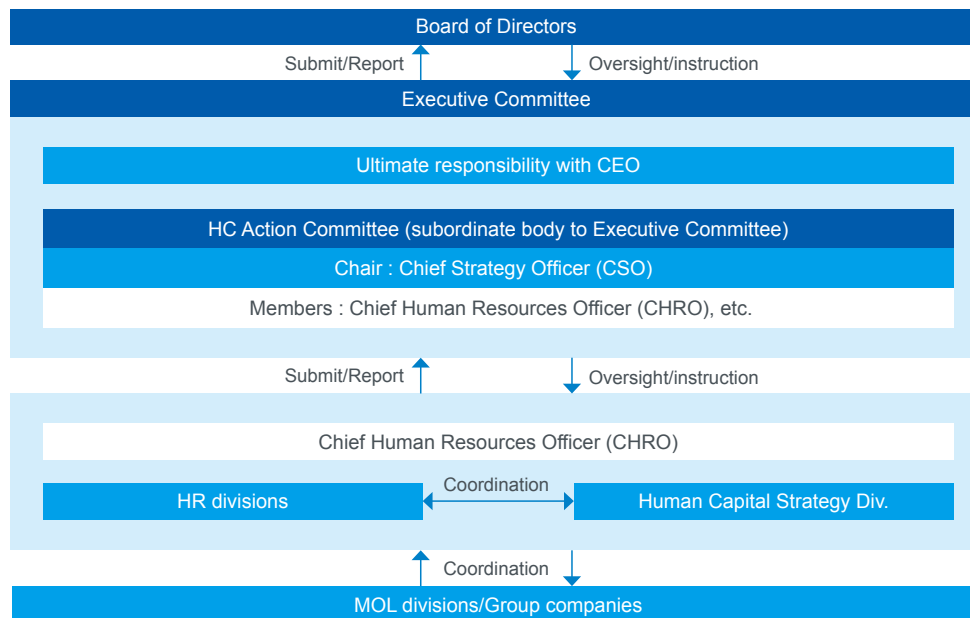 Board of Directors
Submit/Report
Oversight/instruction
Executive Committee
Ultimate responsibility with CEO
HC Action Committee (subordinate body to Executive Committee)
Chair : Chief Strategy Officer (CSO)
Members : Chief Human Resources Officer (CHRO), etc.
Submit/Report
Oversight/instruction
Chief Human Resources Officer (CHRO)
HR divisions
Coordination
Human Capital Strategy Div.
Coordination
MOL divisions/Group companies